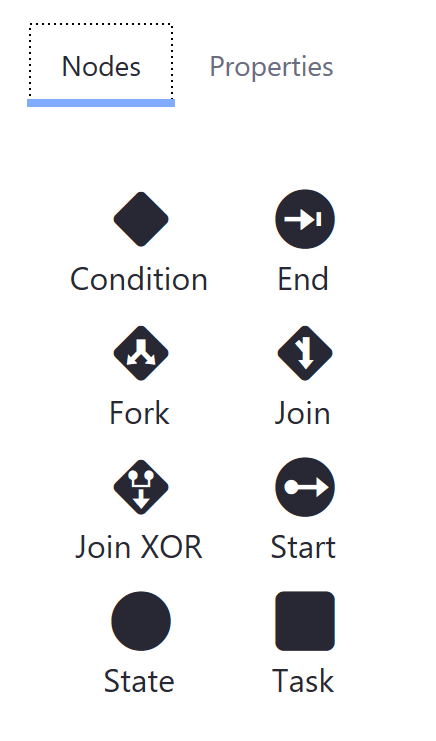 Nodes Properties
Condition End
Fork Join
Join XOR Start
State Task